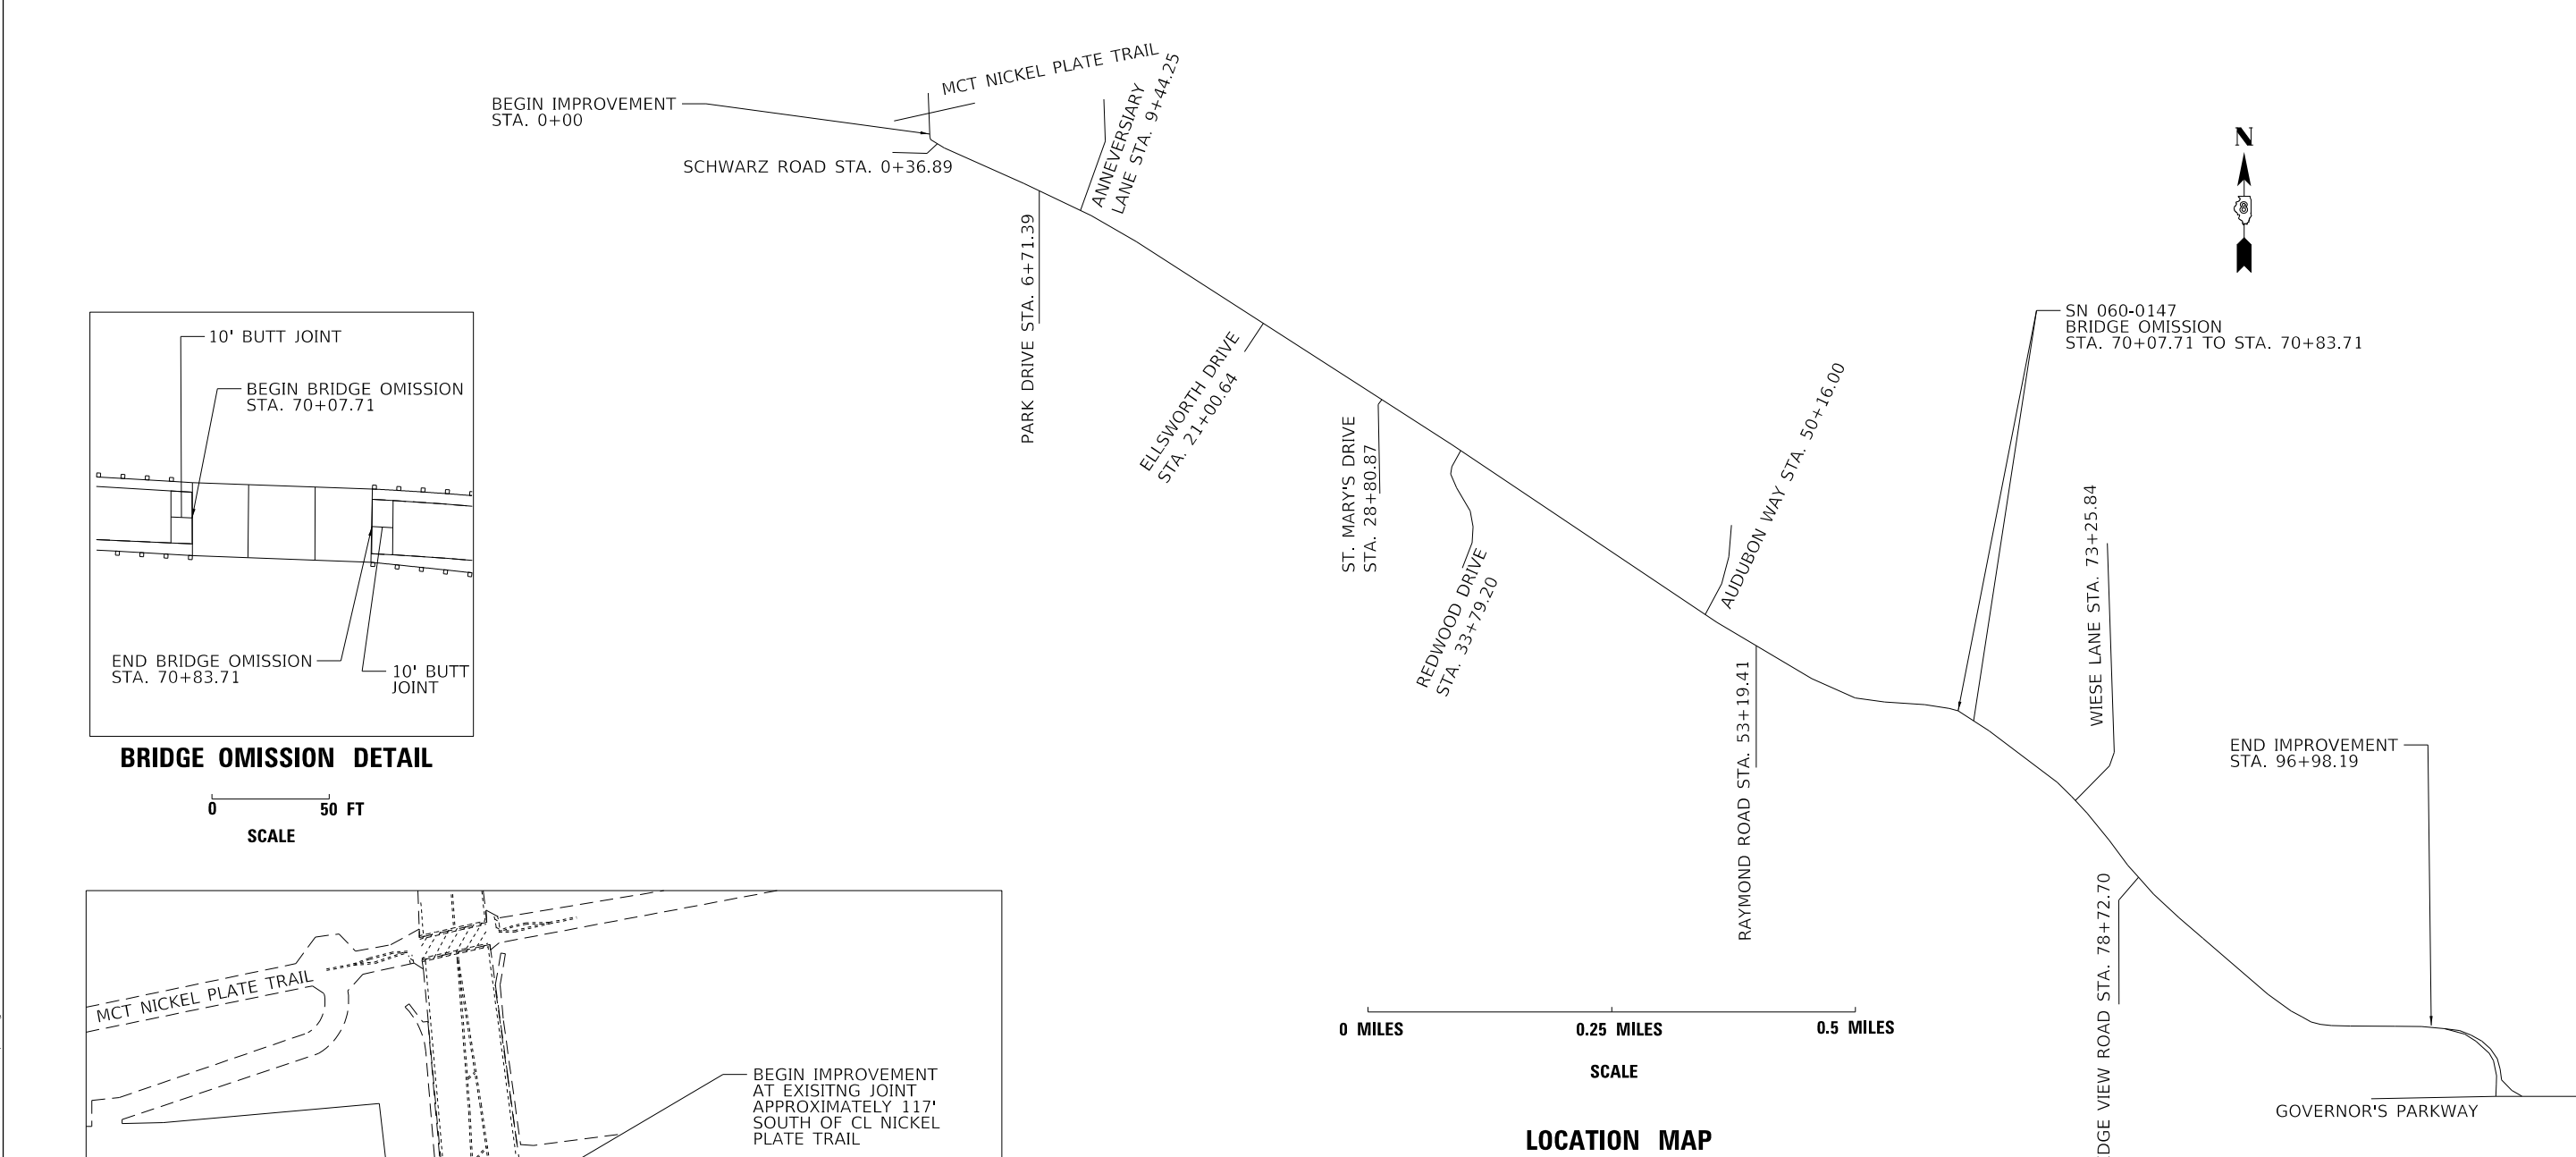 MCT NICKEL PLATE TRAIL
BEGIN IMPROVEMENT
STA. 0+00
SCHWARZ ROAD STA. 0+36.89
ANNEVERSIARY
LANE STA. 9+44.25
PARK DRIVE STA. 6+71.39
N
8
SN 060-0147
BRIDGE OMISSION
STA. 70+07.71 TO STA. 70+83.71
ELLSWORTH DRIVE
STA. 21+00.64
ST. MARY'S DRIVE
STA. 28+80.87
REDWOOD DRIVE
STA. 33+79.20
AUDUBON WAY STA. 50+16.00
RAYMOND ROAD STA. 53+19.41
WIESE LANE STA. 73+25.84
END IMPROVEMENT
STA. 96+98.19
VIEW ROAD STA. 78+72.70
GOVERNOR'S PARKWAY
0 MILES
0.25 MILES
0.5 MILES
SCALE
LOCATION MAP
10' BUTT JOINT
BEGIN BRIDGE OMISSION
STA. 70+07.71
END BRIDGE OMISSION
STA. 70+83.71
10' BUTT
JOINT
BRIDGE OMISSION DETAIL
0
50 FT
SCALE
MCT NICKEL PLATE TRAIL
BEGIN IMPROVEMENT
AT EXISITNG JOINT
APPROXIMATELY 117'
SOUTH OF CL NICKEL
PLATE TRAIL